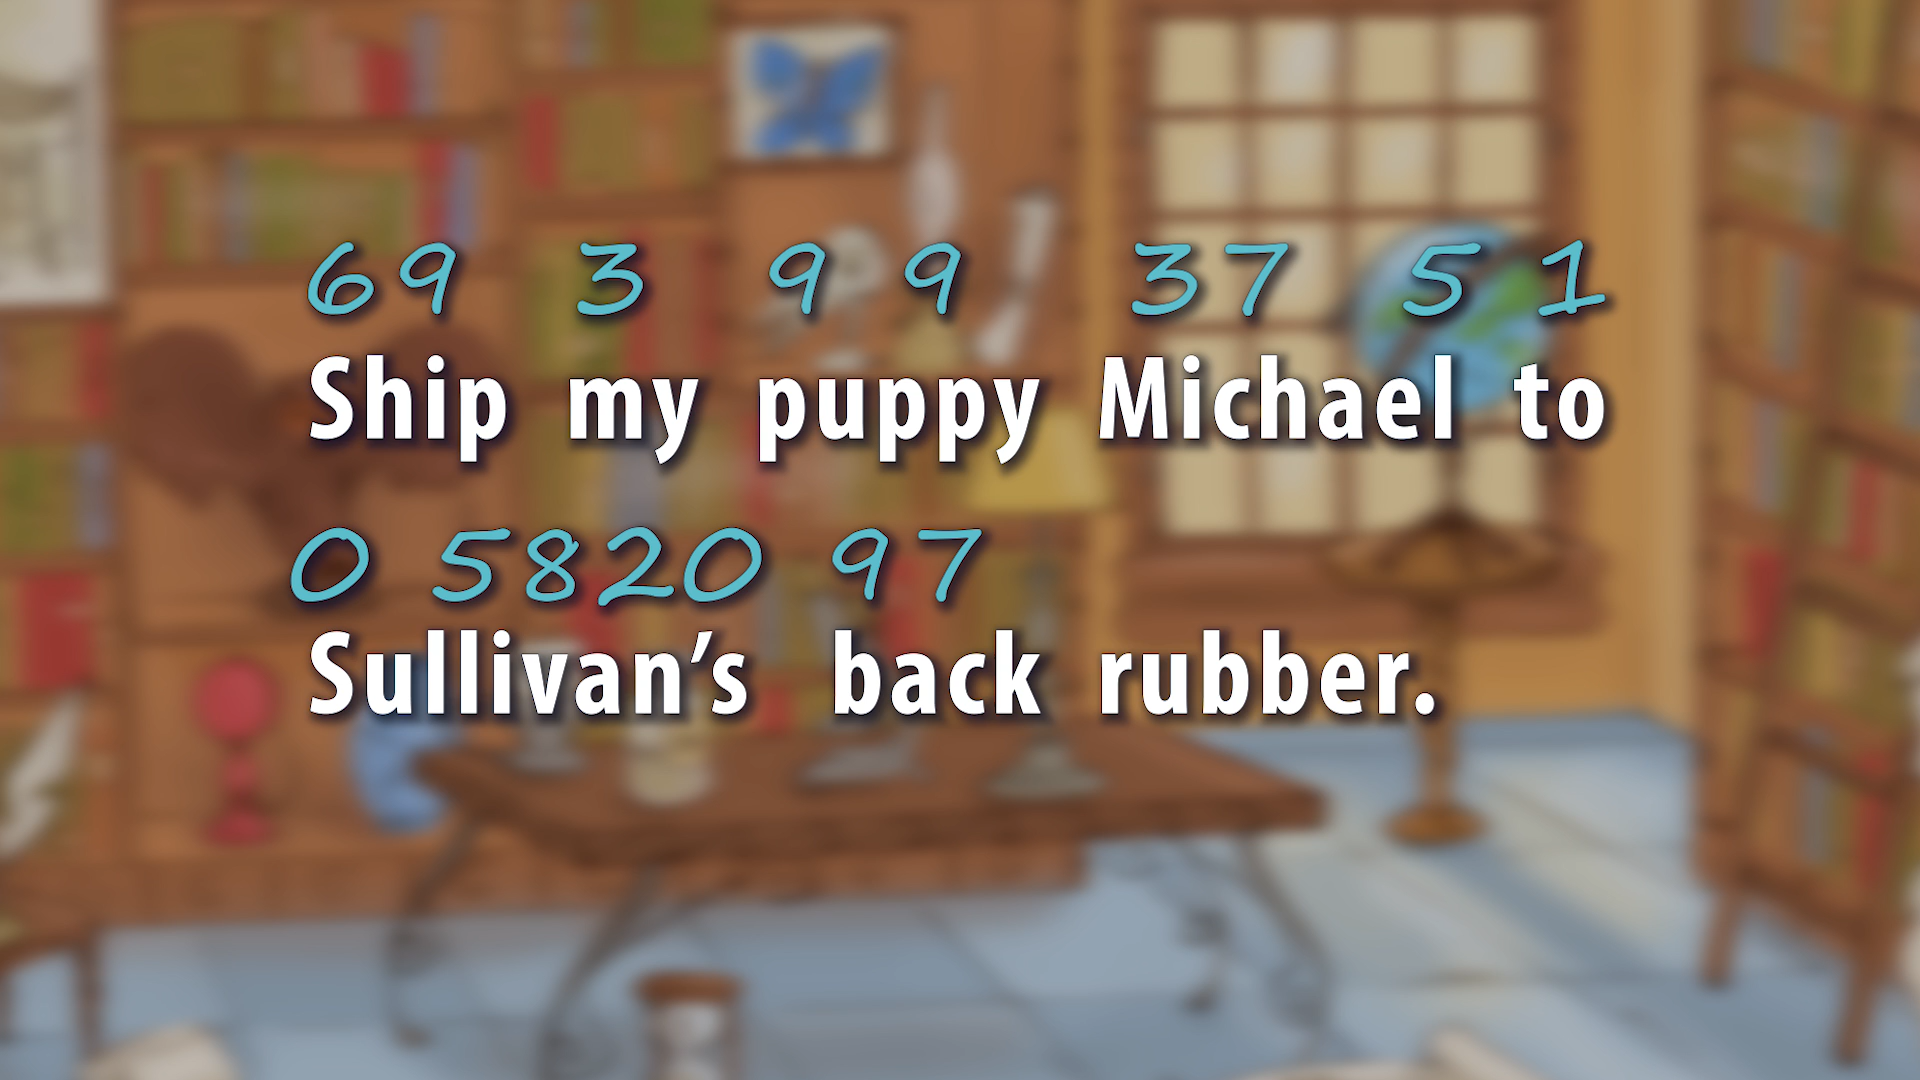 69 3 9 9 37 5 1
Ship my puppy Michael to
0 5820 97
Sullivan’s back rubber.